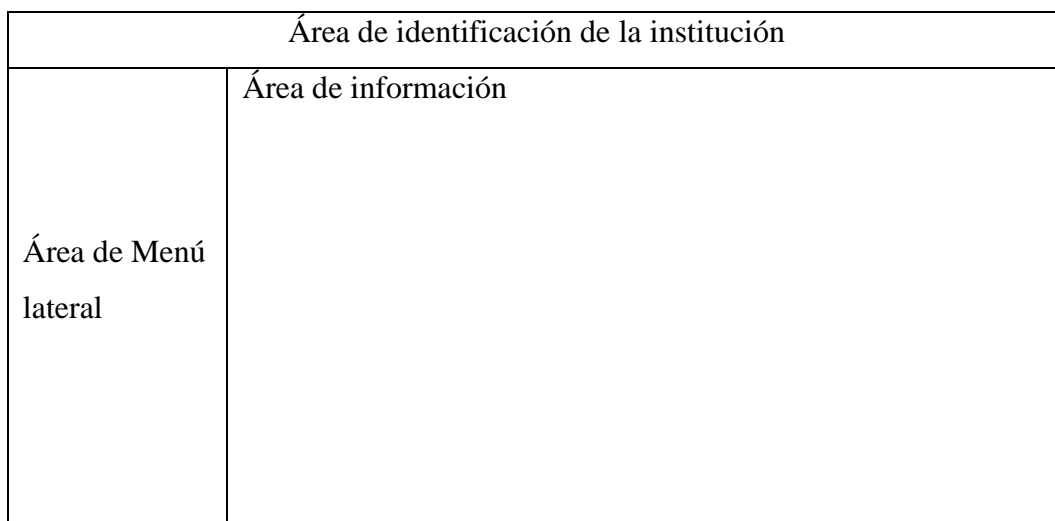 Área de identificación de la institución
Área de información
Área de Menú
lateral